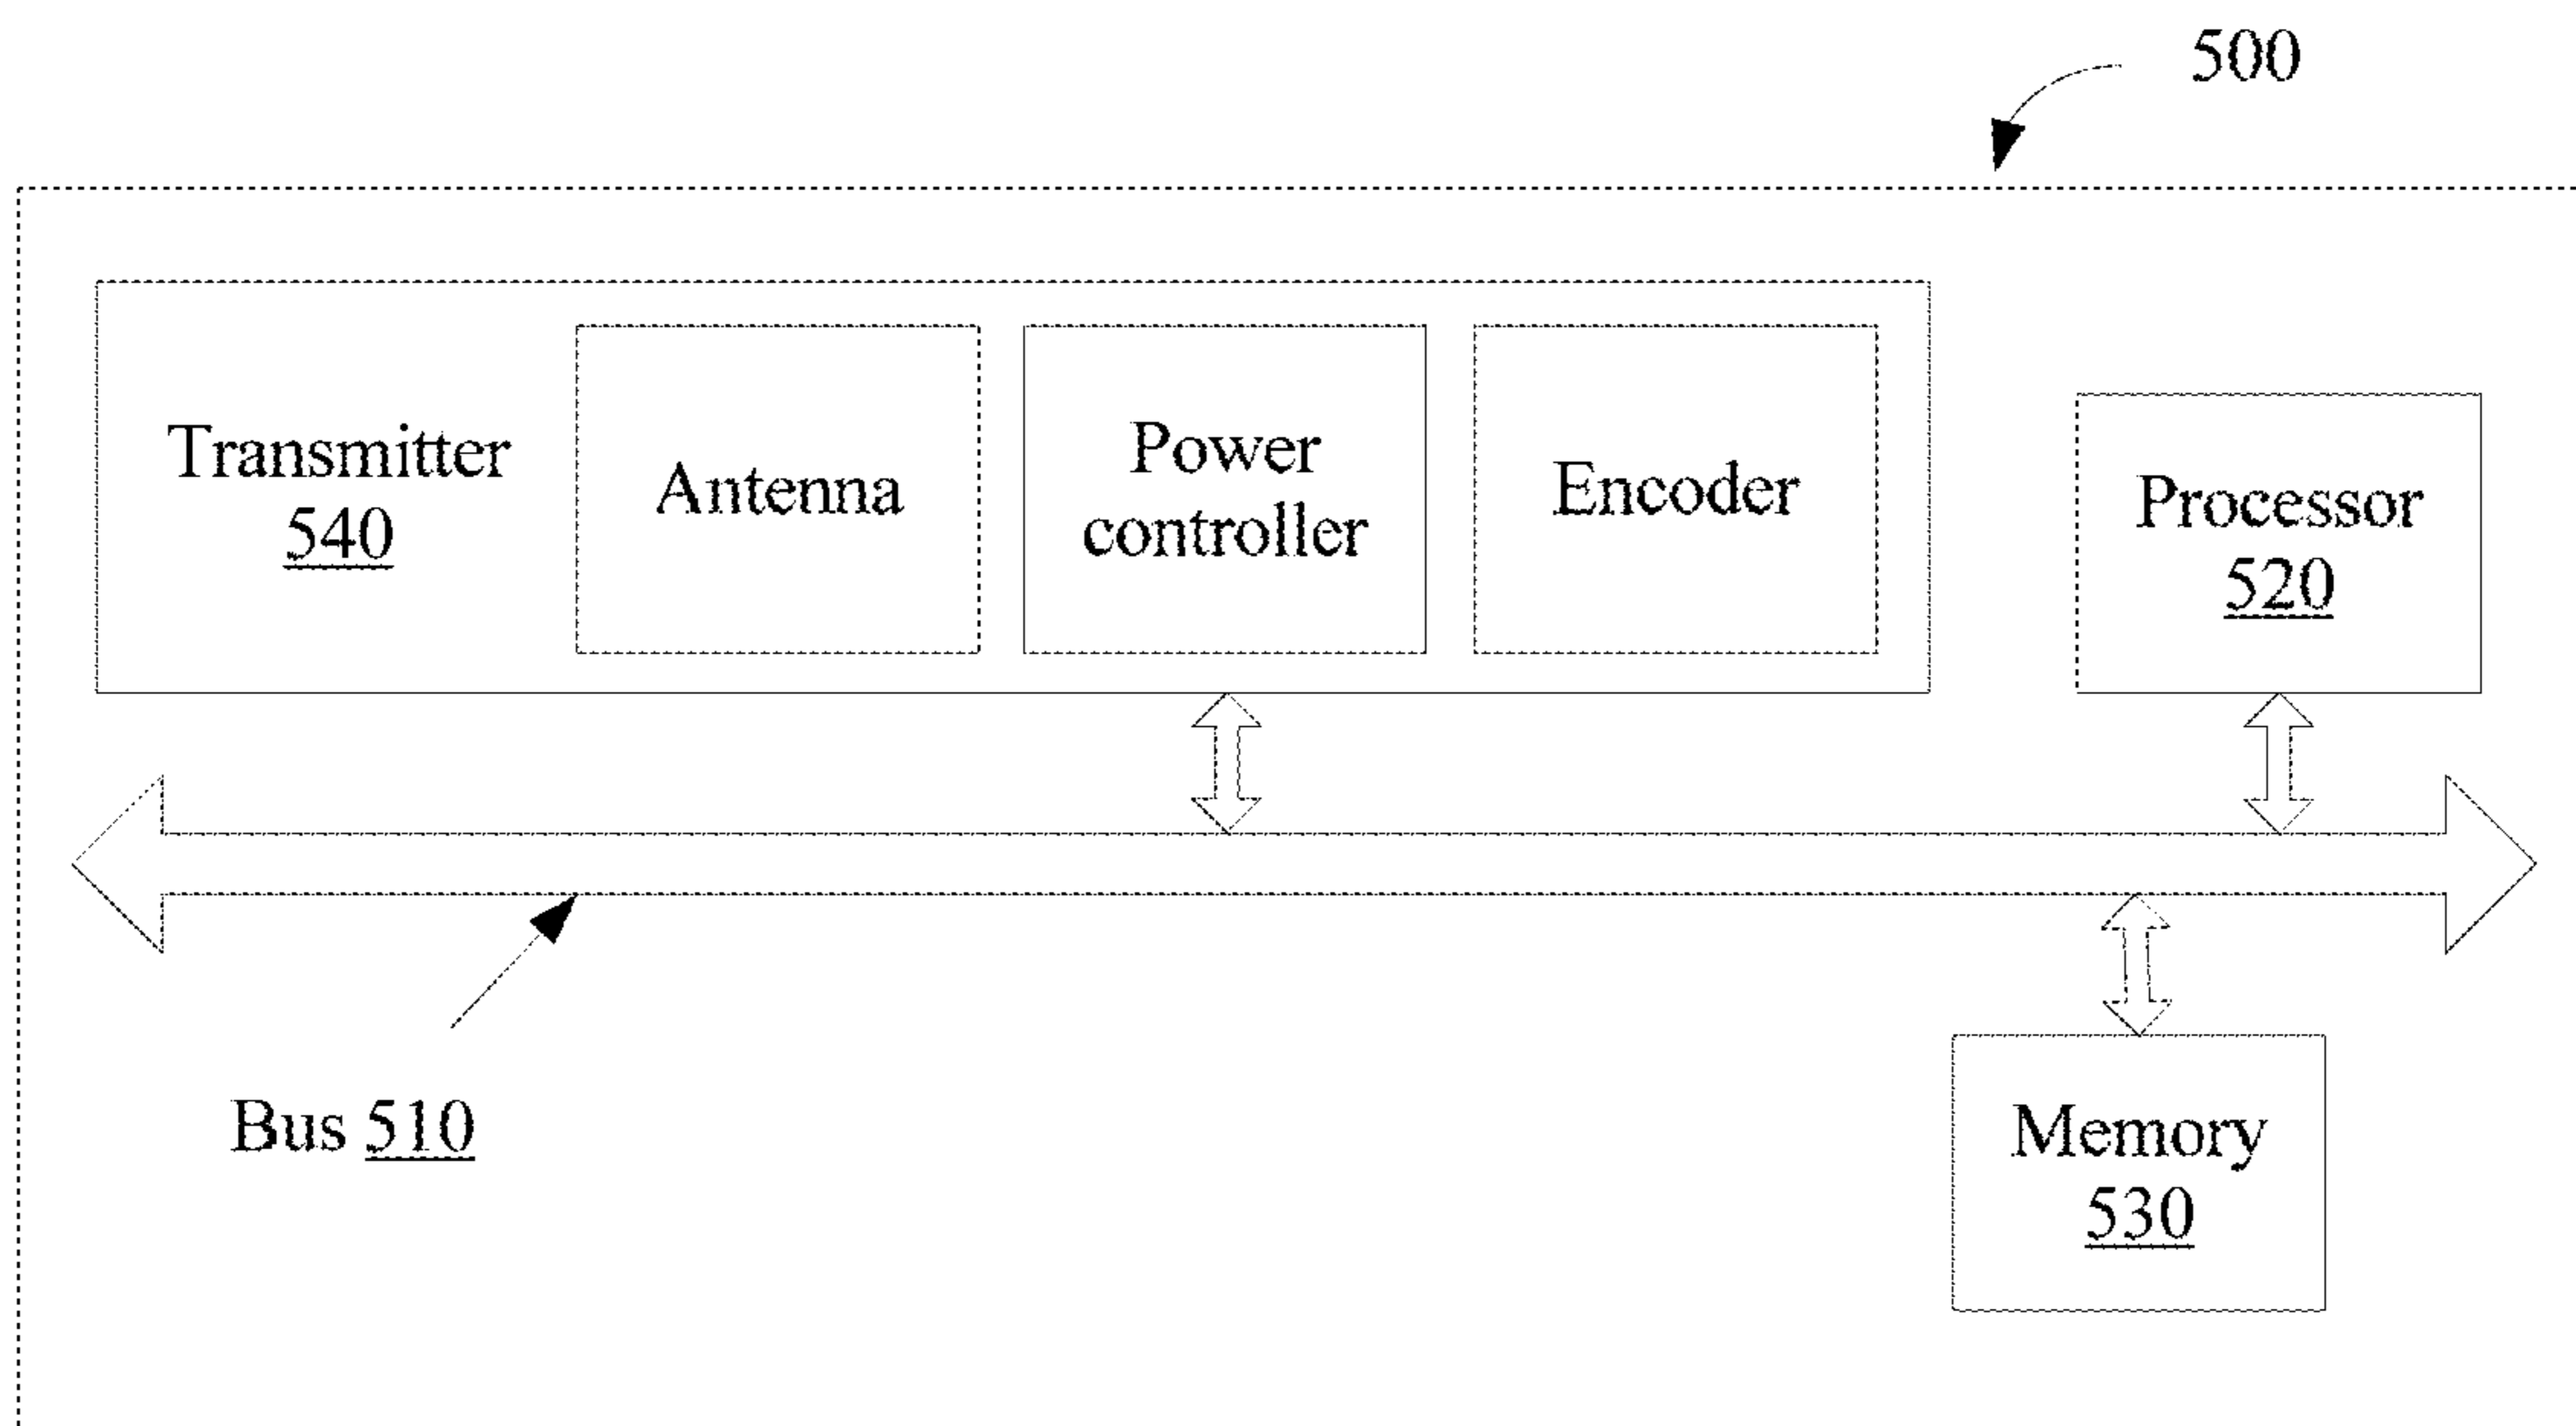 500
Transmitter
540
Antenna
Power
controller
Encoder
Processor
520
Bus 510
Memory
530